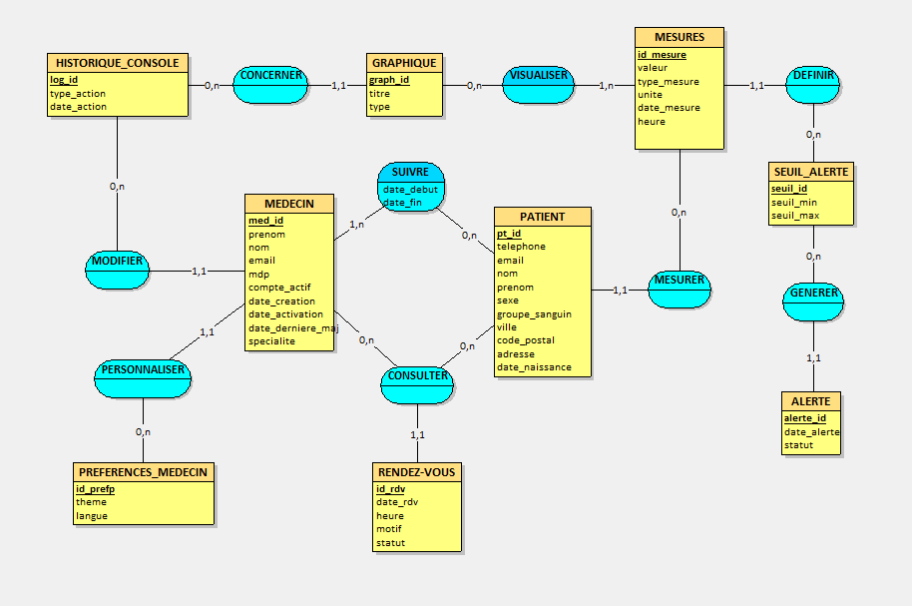 HISTORIQUE_CONSOLE
log_id
type_action
date_action
0,n
CONCERNER
1,1
GRAPHIQUE
graph_id
titre
type
0,n
VISUALISER
1,n
MESURES
id_mesure
valeur
type_mesure
unite
date_mesure
heure
1,1
DEFINIR
0,n
SEUIL_ALERTE
seuil_id
seuil_min
seuil_max
0,n
GENERER
1,1
ALERTE
alerte_id
date_alerte
statut
0,n
MODIFIER
1,1
MEDECIN
med_id
prenom
nom
email
mdp
compte_actif
date_creation
date_activation
date_derniere_maj
specialite
1,n
SUIVRE
date_debut
date_fin
0,n
PATIENT
pt_id
telephone
email
nom
prenom
sexe
groupe_sanguin
ville
code_postal
adresse
date_naissance
1,1
MESURER
0,n
1,1
PERSONNALISER
0,n
PREFERENCES_MEDECIN
id_prefp
theme
langue
0,n
CONSULTER
0,n
1,1
RENDEZ-VOUS
id_rdv
date_rdv
heure
motif
statut